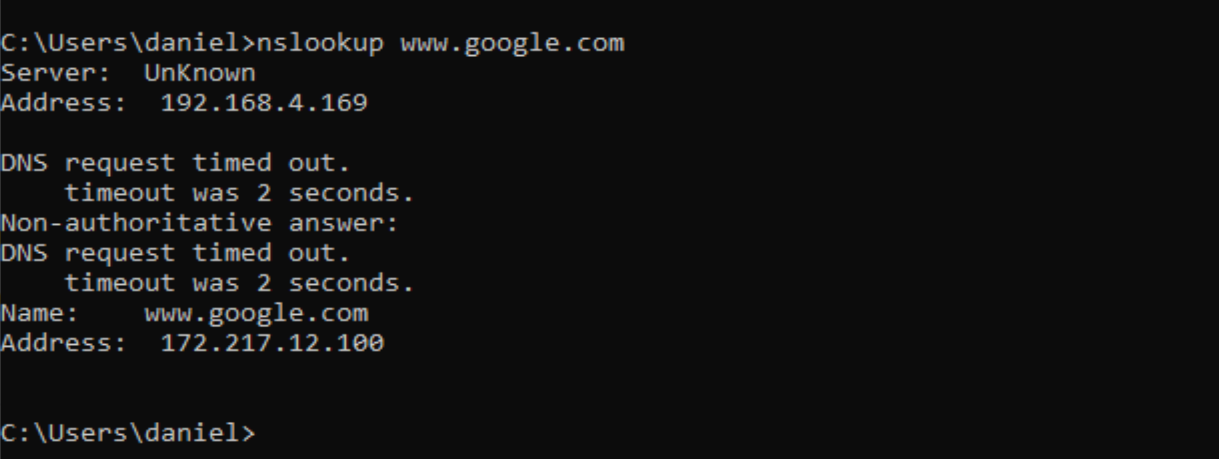 C:\Users\daniel>nslookup www.google.com
Server:  UnKnown
Address:  192.168.4.169

DNS request timed out.
    timeout was 2 seconds.
Non-authoritative answer:
DNS request timed out.
    timeout was 2 seconds.
Name:    www.google.com
Address:  172.217.12.100


C:\Users\daniel>